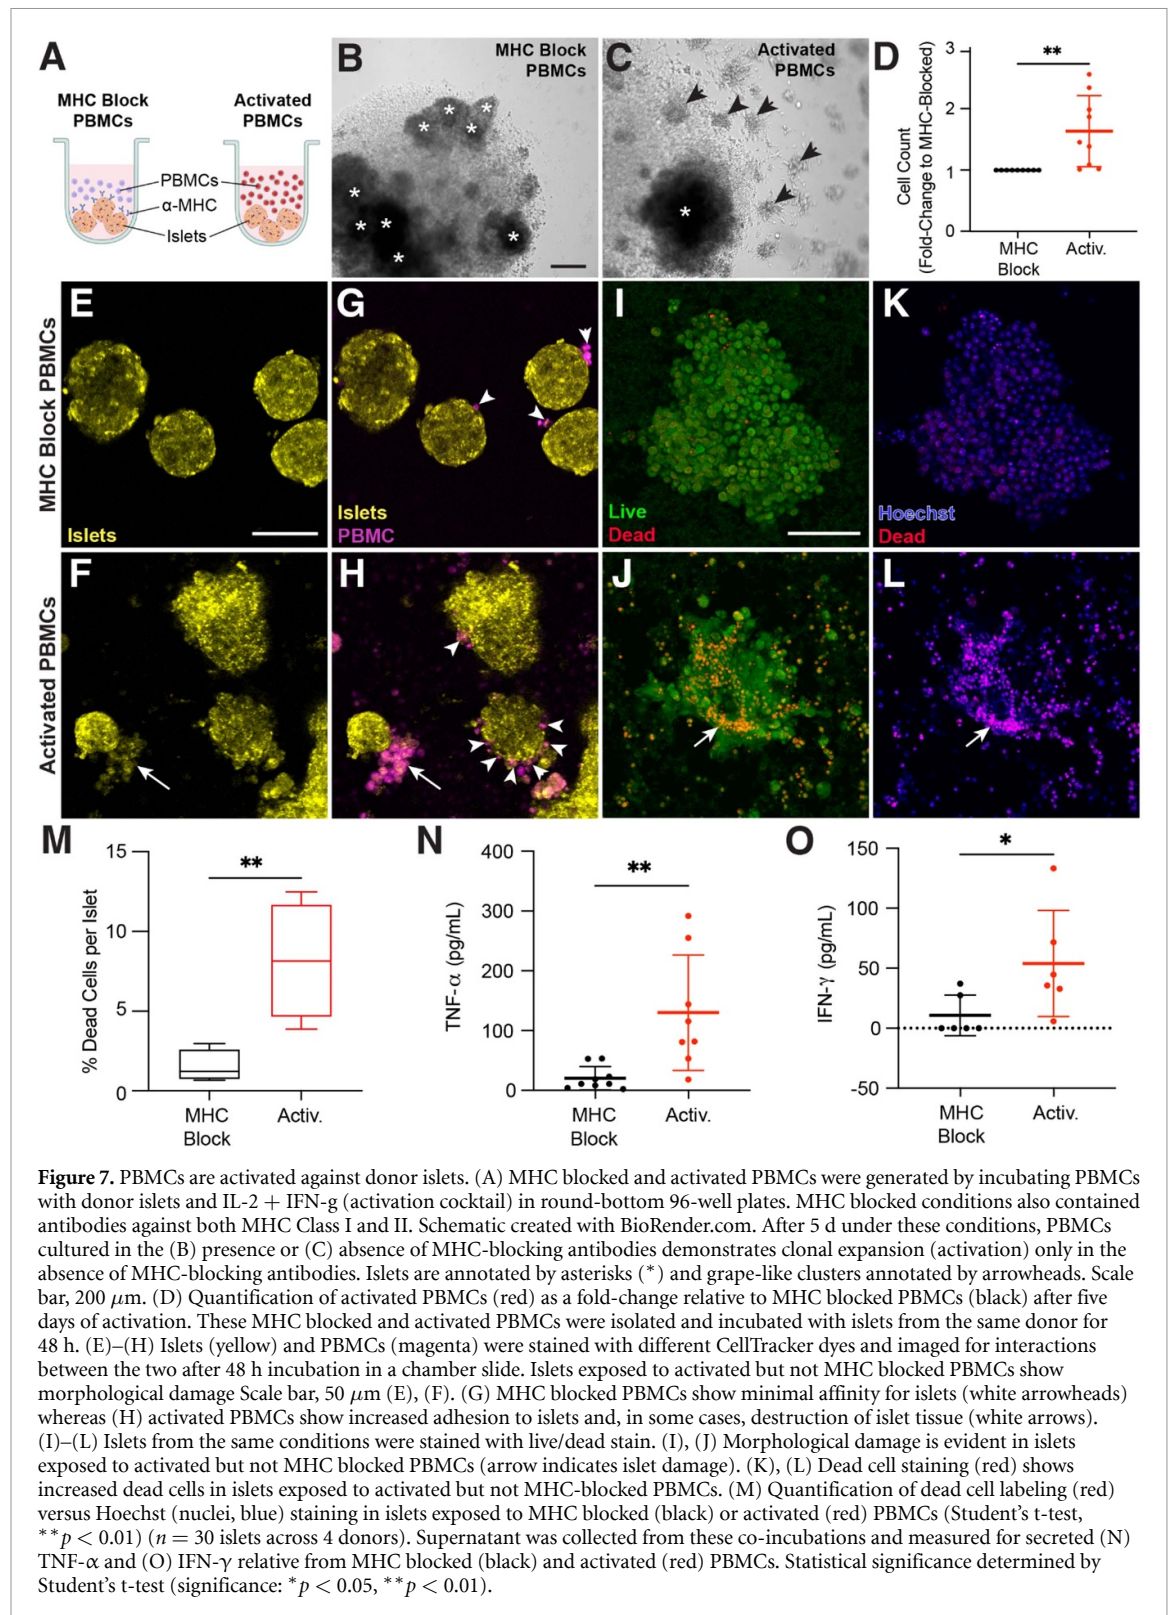 A
MHC Block
PBMCs
Activated
PBMCs
PBMCs
α-MHC
Islets
B
MHC Block
PBMCs
*
*
*
*
*
*
*
*
*
C
Activated
PBMCs
*
D
Cell Count
(Fold-Change to MHC-Blocked)
3
2
1
0
**
MHC
Block
Activ.
MHC Block PBMCs
E
Islets
G
Islets
PBMC
I
Live
Dead
K
Hoechst
Dead
Activated PBMCs
F
H
J
L
M
% Dead Cells per Islet
15
10
5
0
**
MHC
Block
Activ.
N
TNF-α (pg/mL)
400
300
200
100
0
**
MHC
Block
Activ.
O
IFN-γ (pg/mL)
150
100
50
0
-50
*
MHC
Block
Activ.
Figure 7. PBMCs are activated against donor islets. (A) MHC blocked and activated PBMCs were generated by incubating PBMCs
with donor islets and IL-2 + IFN-g (activation cocktail) in round-bottom 96-well plates. MHC blocked conditions also contained
antibodies against both MHC Class I and II. Schematic created with BioRender.com. After 5 d under these conditions, PBMCs
cultured in the (B) presence or (C) absence of MHC-blocking antibodies demonstrates clonal expansion (activation) only in the
absence of MHC-blocking antibodies. Islets are annotated by asterisks (*) and grape-like clusters annotated by arrowheads. Scale
bar, 200 μm. (D) Quantification of activated PBMCs (red) as a fold-change relative to MHC blocked PBMCs (black) after five
days of activation. These MHC blocked and activated PBMCs were isolated and incubated with islets from the same donor for
48 h. (E)–(H) Islets (yellow) and PBMCs (magenta) were stained with different CellTracker dyes and imaged for interactions
between the two after 48 h incubation in a chamber slide. Islets exposed to activated but not MHC blocked PBMCs show
morphological damage Scale bar, 50 μm (E), (F). (G) MHC blocked PBMCs show minimal affinity for islets (white arrowheads)
whereas (H) activated PBMCs show increased adhesion to islets and, in some cases, destruction of islet tissue (white arrows).
(I)–(L) Islets from the same conditions were stained with live/dead stain. (I), (J) Morphological damage is evident in islets
exposed to activated but not MHC blocked PBMCs (arrow indicates islet damage). (K), (L) Dead cell staining (red) shows
increased dead cells in islets exposed to activated but not MHC-blocked PBMCs. (M) Quantification of dead cell labeling (red)
versus Hoechst (nuclei, blue) staining in islets exposed to MHC blocked (black) or activated (red) PBMCs (Student's t-test,
**p < 0.01) (n = 30 islets across 4 donors). Supernatant was collected from these co-incubations and measured for secreted (N)
TNF-α and (O) IFN-γ relative from MHC blocked (black) and activated (red) PBMCs. Statistical significance determined by
Student's t-test (significance: *p < 0.05, **p < 0.01).